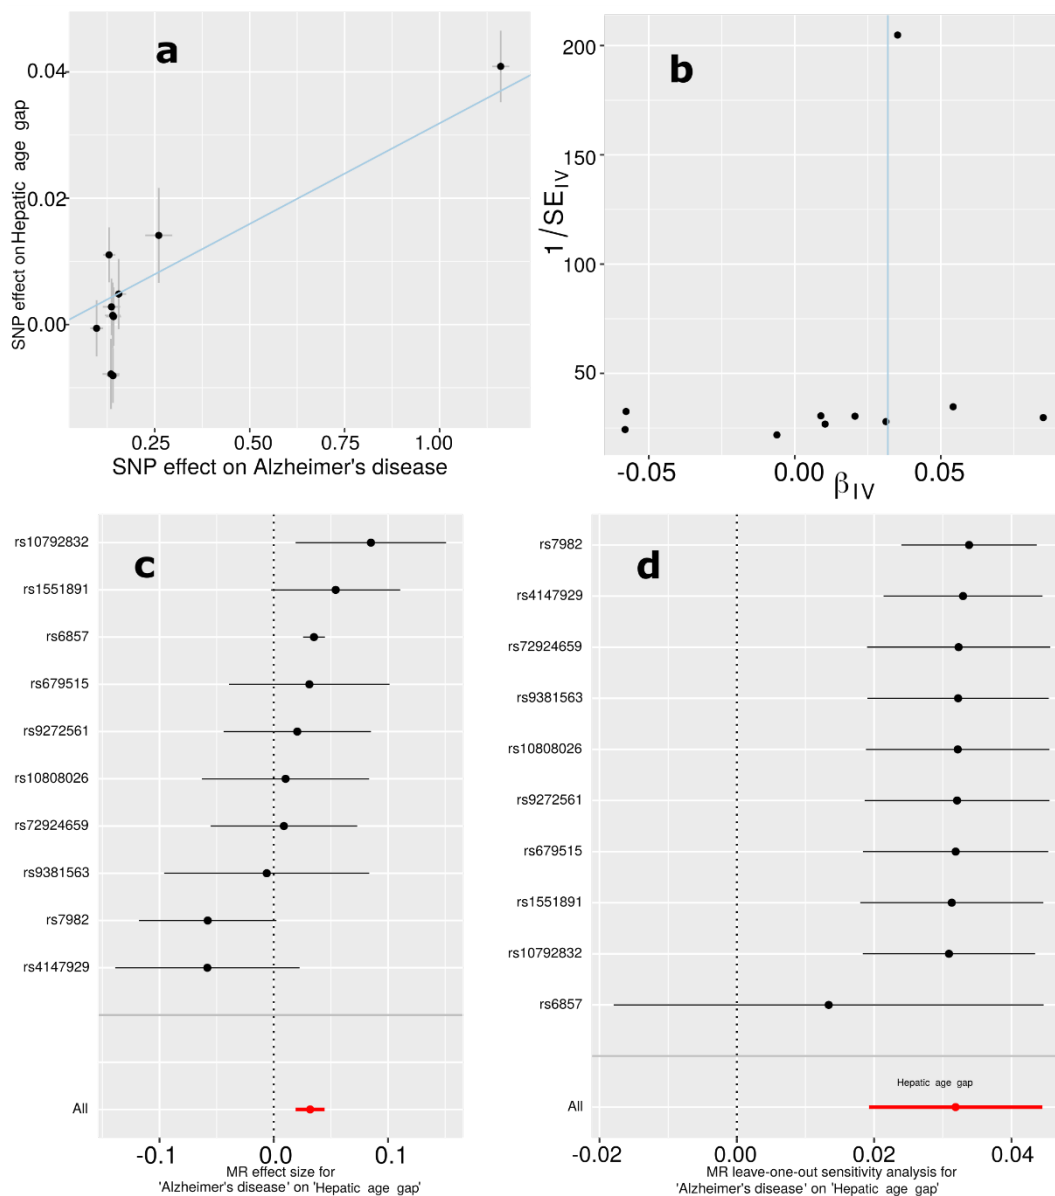 a
SNP effect on Hepatic age gap
0.04
0.02
0.00
0.25
0.50
0.75
1.00
SNP effect on Alzheimer's disease
b
1/SE_IV
200
150
100
50
-0.05
0.00
0.05
β_IV
c
rs10792832
rs1551891
rs6857
rs679515
rs9272561
rs10808026
rs72924659
rs9381563
rs7982
rs4147929
All
-0.1
0.0
0.1
MR effect size for
'Alzheimer's disease' on 'Hepatic age gap'
d
rs7982
rs4147929
rs72924659
rs9381563
rs10808026
rs9272561
rs679515
rs1551891
rs10792832
rs6857
Hepatic age gap
All
-0.02
0.00
0.02
0.04
MR leave-one-out sensitivity analysis for
'Alzheimer's disease' on 'Hepatic age gap'